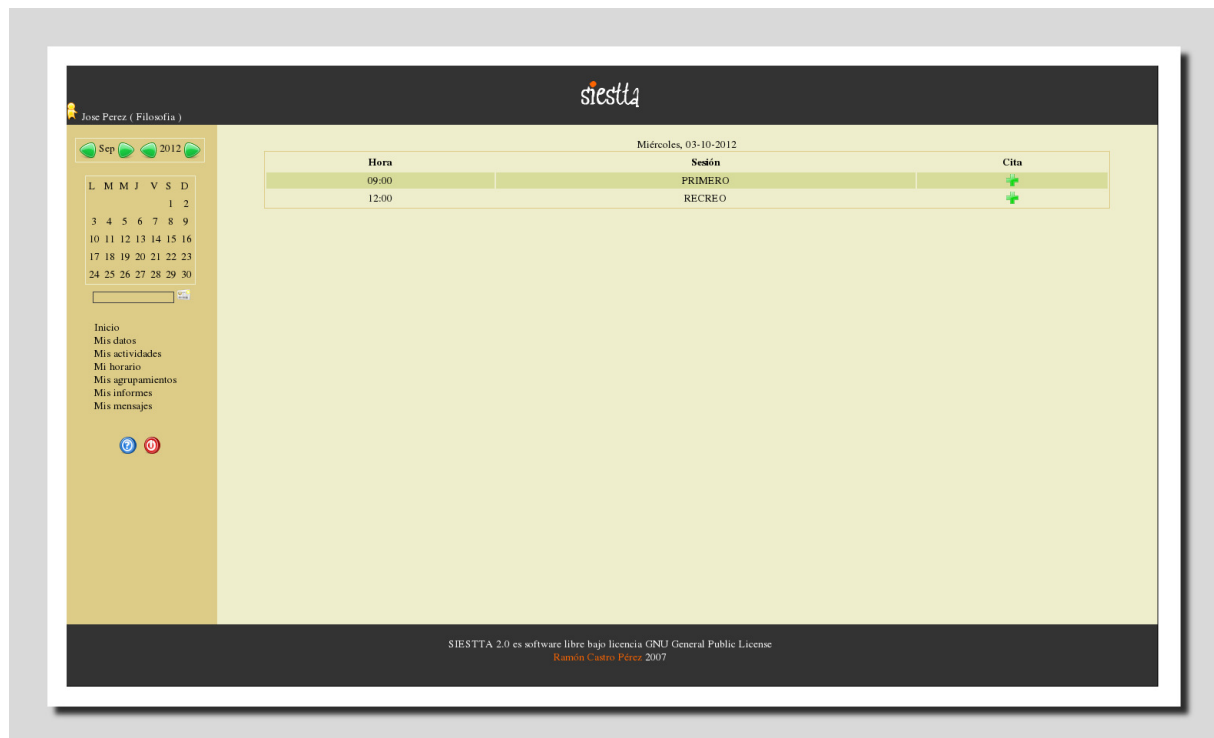 siestta
Jose Perez ( Filosofia )
Sep 2012
L M M J V S D
1 2
3 4 5 6 7 8 9
10 11 12 13 14 15 16
17 18 19 20 21 22 23
24 25 26 27 28 29 30
Inicio
Mis datos
Mis actividades
Mi horario
Mis agrupamientos
Mis informes
Mis mensajes
Miércoles, 03-10-2012
Hora Sesión Cita
09:00 PRIMERO
12:00 RECREO
SIESTTA 2.0 es software libre bajo licencia GNU General Public License
Ramón Castro Pérez 2007